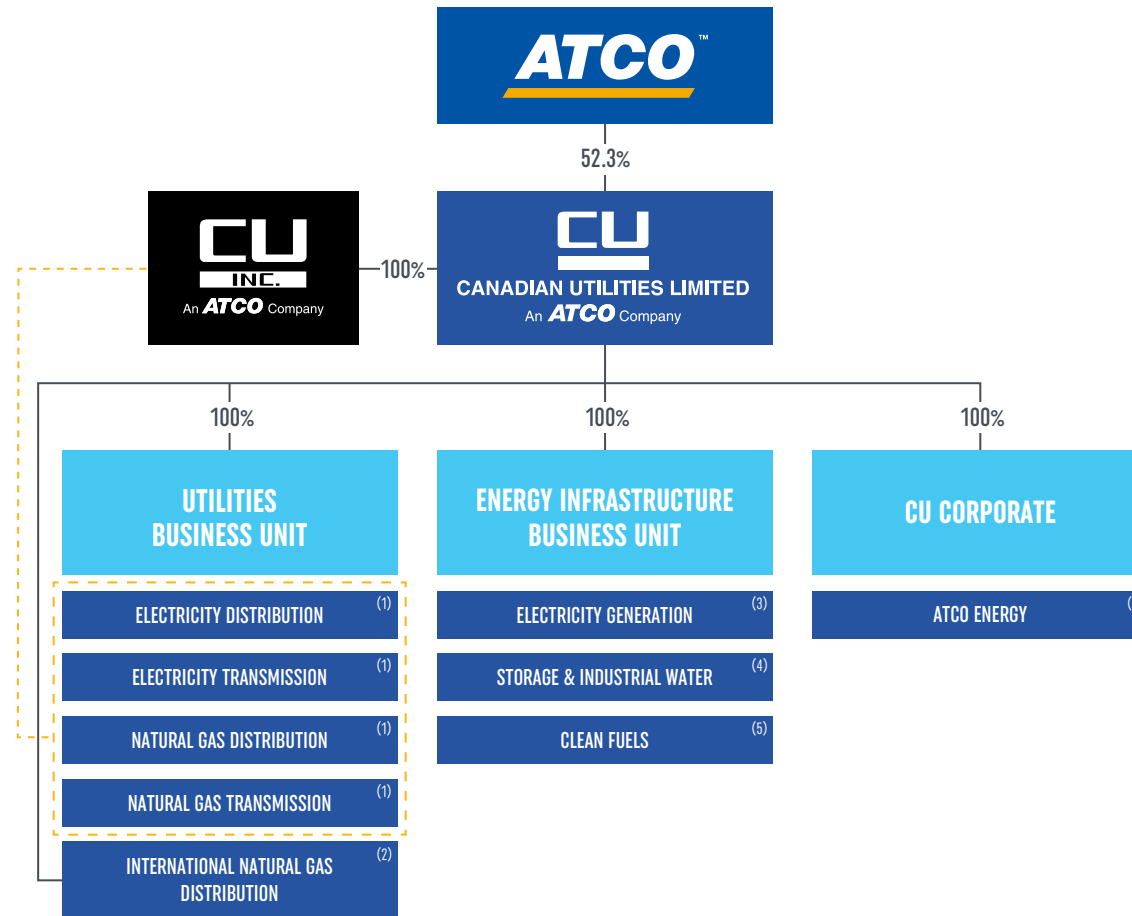 ATCO™
52.3%
CU
INC.
An ATCO Company
100%
CU
CANADIAN UTILITIES LIMITED
An ATCO Company
100%
100%
100%
UTILITIES
BUSINESS UNIT
ENERGY INFRASTRUCTURE
BUSINESS UNIT
CU CORPORATE
ELECTRICITY DISTRIBUTION (1)
ELECTRICITY TRANSMISSION (1)
NATURAL GAS DISTRIBUTION (1)
NATURAL GAS TRANSMISSION (1)
INTERNATIONAL NATURAL GAS (2)
DISTRIBUTION
ELECTRICITY GENERATION (3)
STORAGE & INDUSTRIAL WATER (4)
CLEAN FUELS (5)
ATCO ENERGY